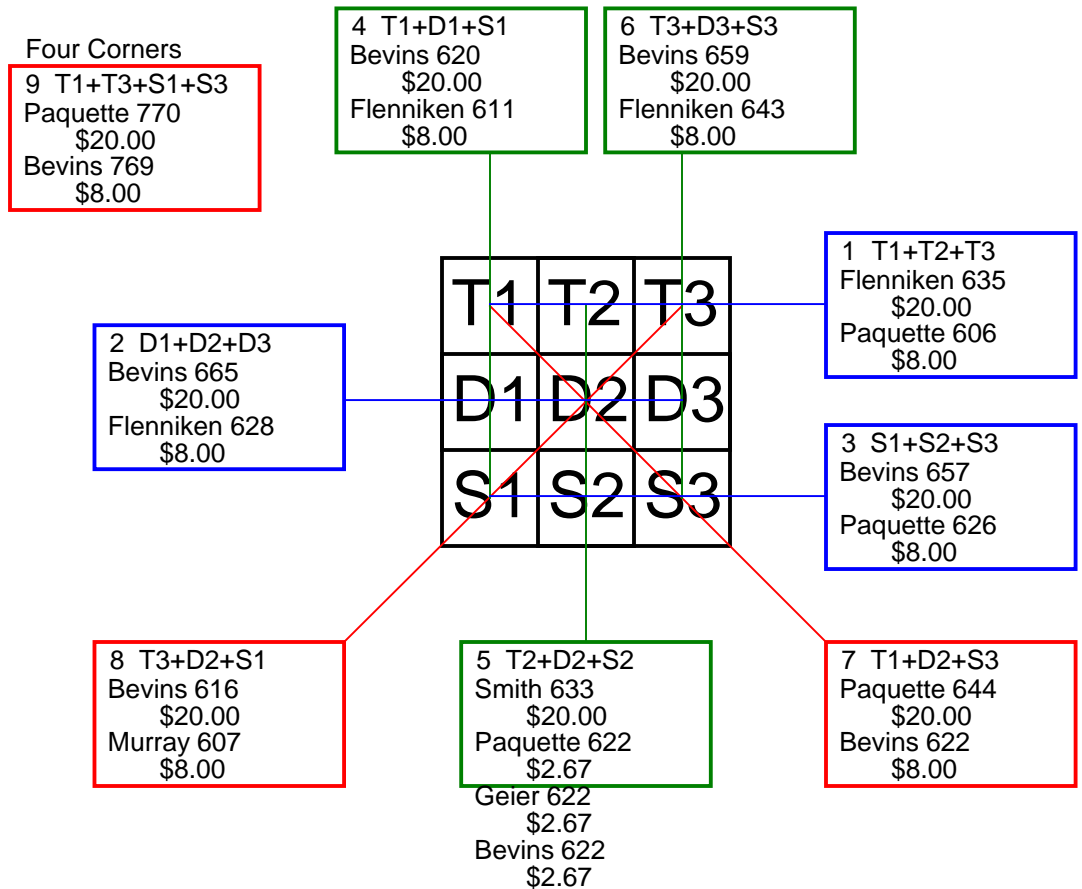 Four Corners
9 T1+T3+S1+S3
Paquette 770
$20.00
Bevins 769
$8.00
4 T1+D1+S1
Bevins 620
$20.00
Flenniken 611
$8.00
6 T3+D3+S3
Bevins 659
$20.00
Flenniken 643
$8.00
1 T1+T2+T3
Flenniken 635
$20.00
Paquette 606
$8.00
2 D1+D2+D3
Bevins 665
$20.00
Flenniken 628
$8.00
T1 T2 T3
D1 D2 D3
S1 S2 S3
3 S1+S2+S3
Bevins 657
$20.00
Paquette 626
$8.00
8 T3+D2+S1
Bevins 616
$20.00
Murray 607
$8.00
5 T2+D2+S2
Smith 633
$20.00
Paquette 622
$2.67
Geier 622
$2.67
Bevins 622
$2.67
7 T1+D2+S3
Paquette 644
$20.00
Bevins 622
$8.00